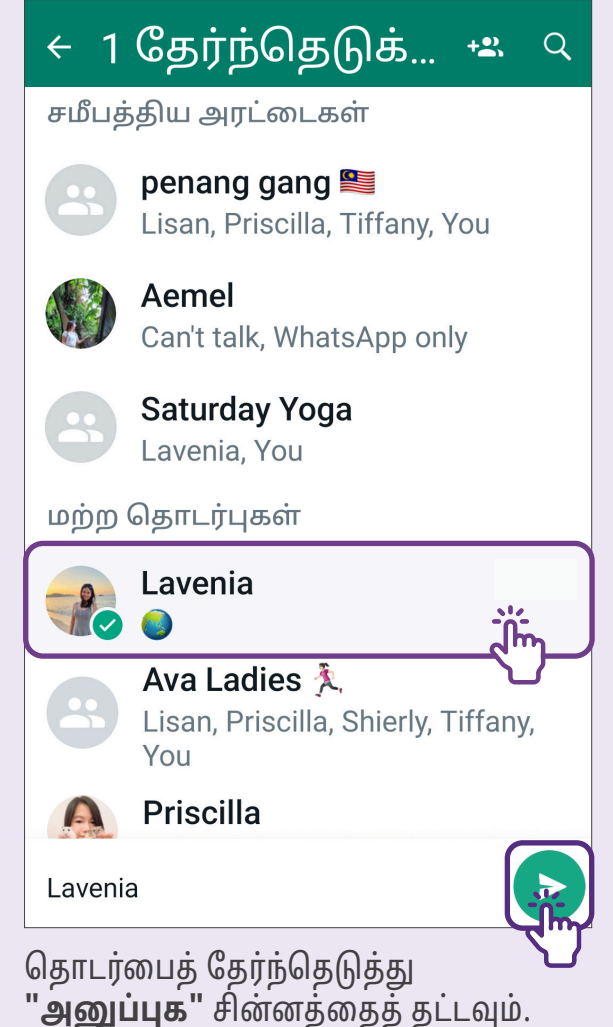 1 தேர்ந்தெடுக்...
சமீபத்திய அரட்டைகள்
penang gang 🇲🇾
Lisan, Priscilla, Tiffany, You
Aemel
Can't talk, WhatsApp only
Saturday Yoga
Lavenia, You
மற்ற தொடர்புகள்
Lavenia
🌏
Ava Ladies 🏃🏻‍♀️
Lisan, Priscilla, Shierly, Tiffany,
You
Priscilla
Lavenia
தொடர்பைத் தேர்ந்தெடுத்து
"அனுப்புக" சின்னத்தைத் தட்டவும்.